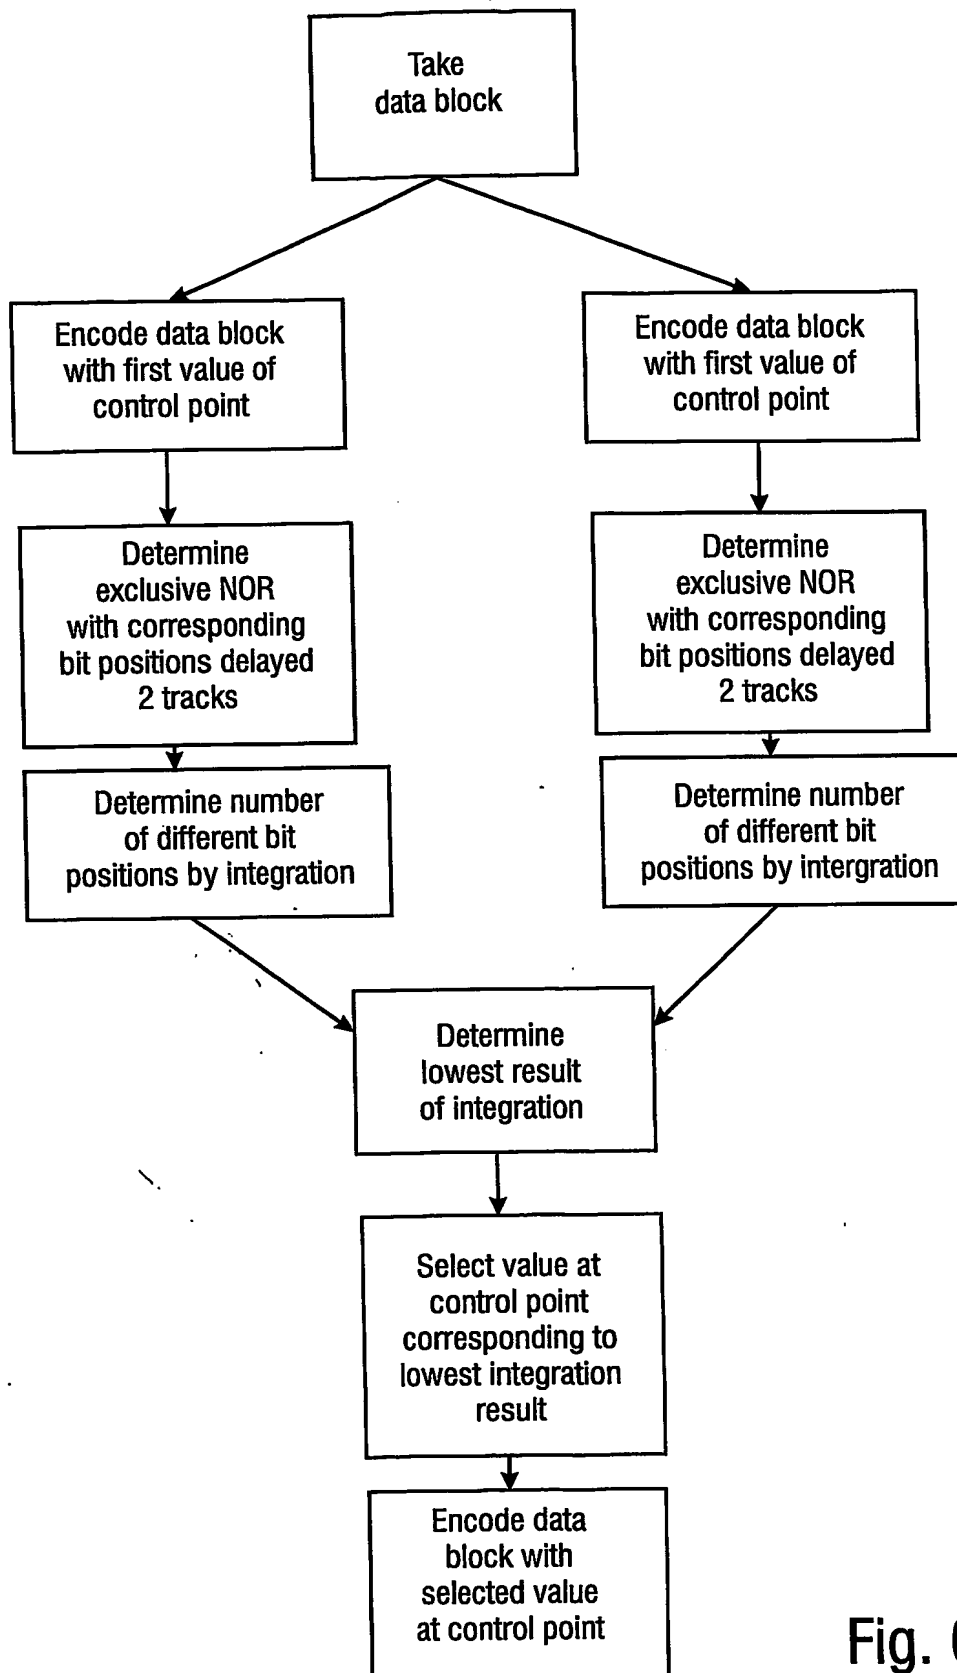 Take
data block
Encode data block
with first value of
control point
Encode data block
with first value of
control point
Determine
exclusive NOR
with corresponding
bit positions delayed
2 tracks
Determine
exclusive NOR
with corresponding
bit positions delayed
2 tracks
Determine number
of different bit
positions by integration
Determine number
of different bit
positions by intergration
Determine
lowest result
of integration
Select value at
control point
corresponding to
lowest integration
result
Encode data
block with
selected value
at control point
Fig.